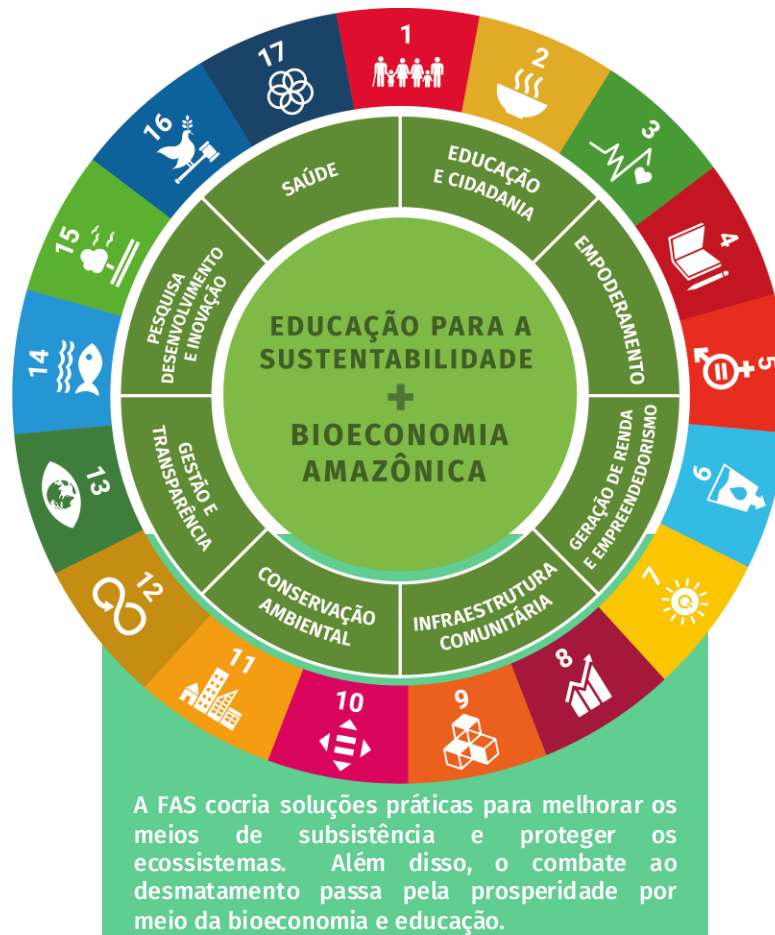 1
2
3
4
5
6
7
8
9
10
11
12
13
14
15
16
17
SAÚDE
EDUCAÇÃO
E CIDADANIA
EMPODERAMENTO
GERAÇÃO DE RENDA
E EMPREENDEDORISMO
INFRAESTRUTURA
COMUNITÁRIA
CONSERVAÇÃO
AMBIENTAL
GESTÃO E
TRANSPARÊNCIA
PESQUISA
DESENVOLVIMENTO
E INOVAÇÃO
EDUCAÇÃO PARA A
SUSTENTABILIDADE
+
BIOECONOMIA
AMAZÔNICA
A FAS cocria soluções práticas para melhorar os
meios de subsistência e proteger os
ecossistemas. Além disso, o combate ao
desmatamento passa pela prosperidade por
meio da bioeconomia e educação.